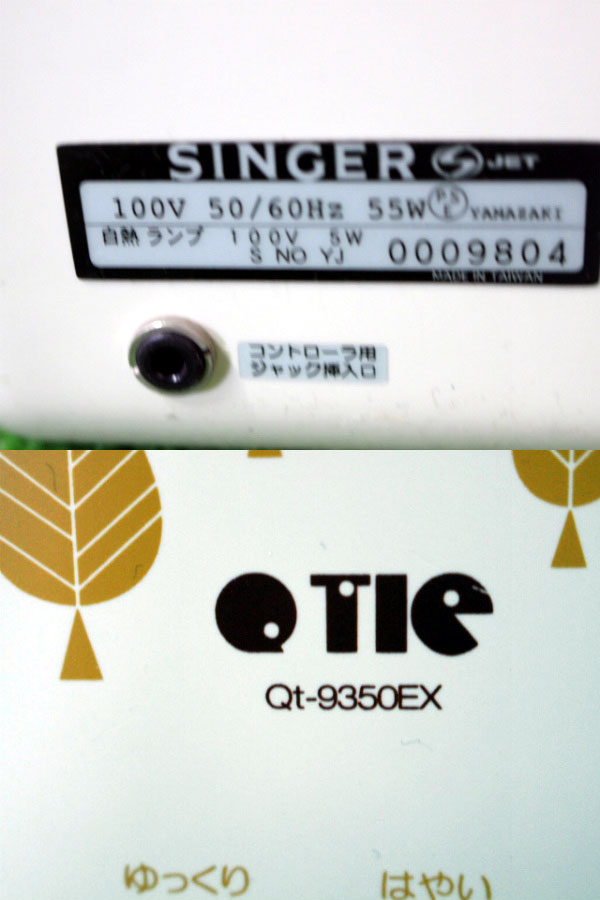 SINGER JET
100V 50/60Hz 55W PSE YAMAZAKI
白熱 ランプ 100V 5W
S NO YJ 0009804
MADE IN TAIWAN
コントローラ用
ジャック挿入口
QTIE
Qt-9350EX
ゆっくり はやい